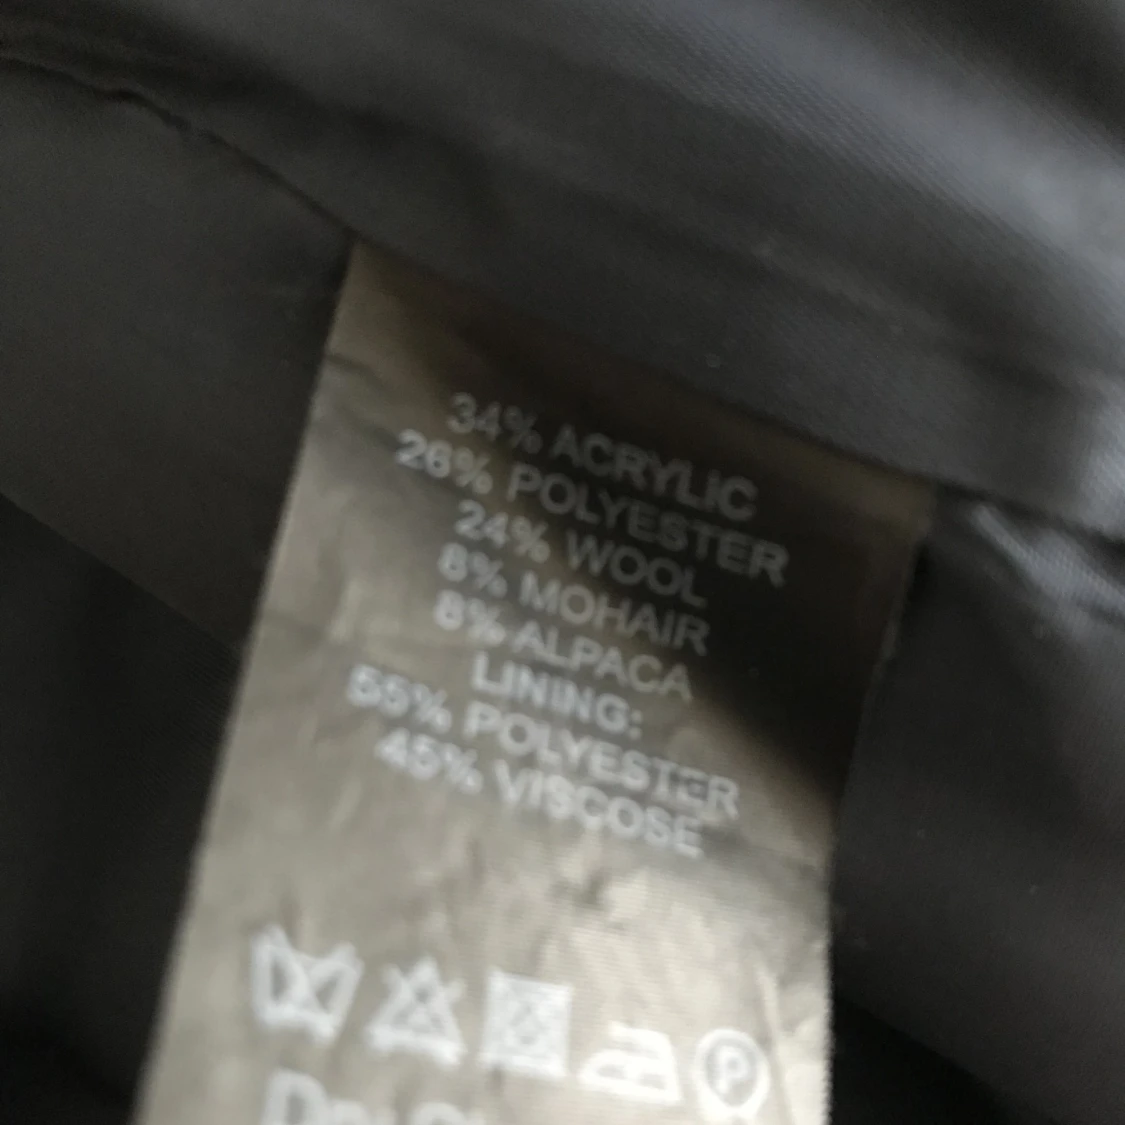 34% ACRYLIC
26% POLYESTER
24% WOOL
8% MOHAIR
8% ALPACA
LINING:
55% POLYESTER
45% VISCOSE
P